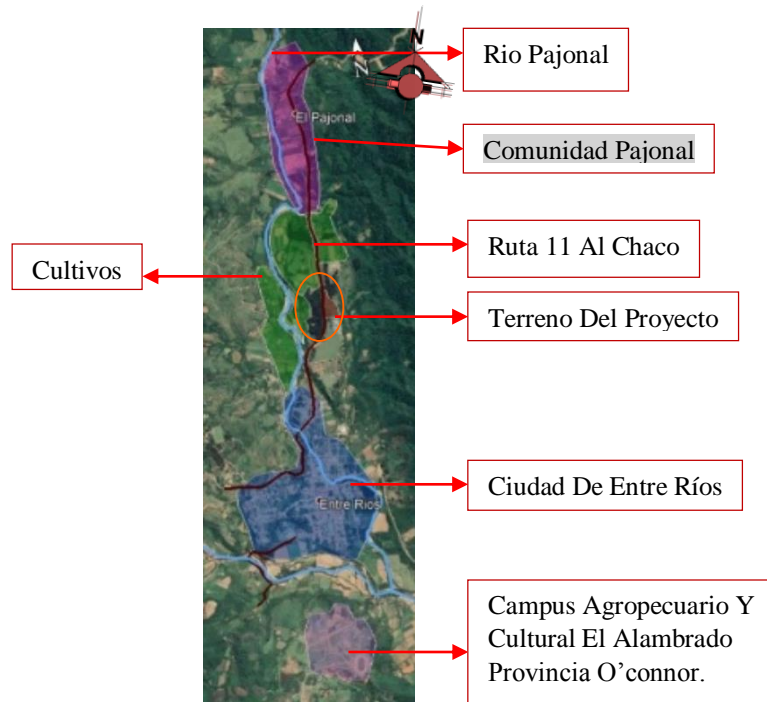 N
N
Rio Pajonal
El Pajonal
Comunidad Pajonal
Ruta 11 Al Chaco
Cultivos
Terreno Del Proyecto
Ciudad De Entre Ríos
Entre Rios
Campus Agropecuario Y
Cultural El Alambrado
Provincia O’connor.